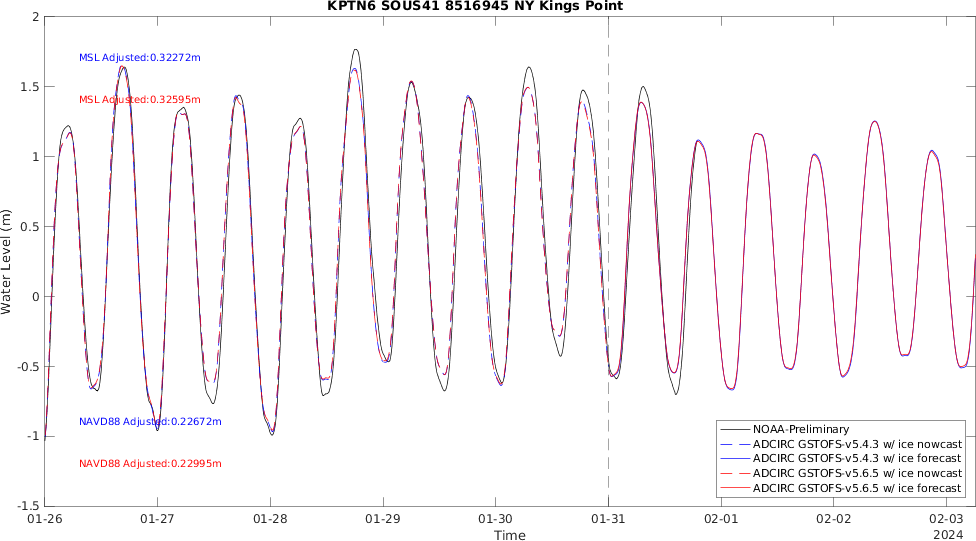 KPTN6 SOUS41 8516945 NY Kings Point
2
1.5
1
0.5
0
-0.5
-1
-1.5
Water Level (m)
MSL Adjusted:0.32272m
MSL Adjusted:0.32595m
NAVD88 Adjusted:0.22672m
NAVD88 Adjusted:0.22995m
NOAA-Preliminary
ADCIRC GSTOFS-v5.4.3 w/ ice nowcast
ADCIRC GSTOFS-v5.4.3 w/ ice forecast
ADCIRC GSTOFS-v5.6.5 w/ ice nowcast
ADCIRC GSTOFS-v5.6.5 w/ ice forecast
01-26 01-27 01-28 01-29 01-30 01-31 02-01 02-02 02-03
Time
2024